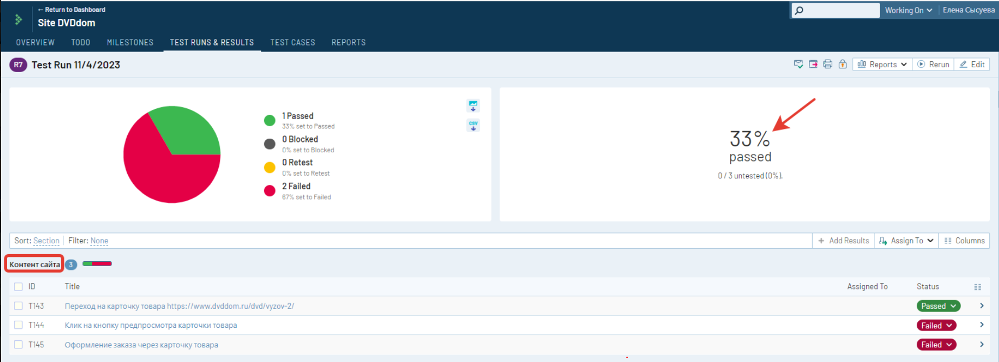 ← Return to Dashboard
Site DVDdom
Working On
Елена Сысуева
OVERVIEW TODO MILESTONES TEST RUNS & RESULTS TEST CASES REPORTS
R7 Test Run 11/4/2023
Reports Rerun Edit
1 Passed
33% set to Passed
0 Blocked
0% set to Blocked
0 Retest
0% set to Retest
2 Failed
67% set to Failed
CSV
33%
passed
0 / 3 untested (0%).
Sort: Section Filter: None
+ Add Results Assign To Columns
Контент сайта 3
ID Title Assigned To Status
T143 Переход на карточку товара https://www.dvddom.ru/dvd/vyzov-2/ Passed
T144 Клик на кнопку предпросмотра карточки товара Failed
T145 Оформление заказа через карточку товара Failed